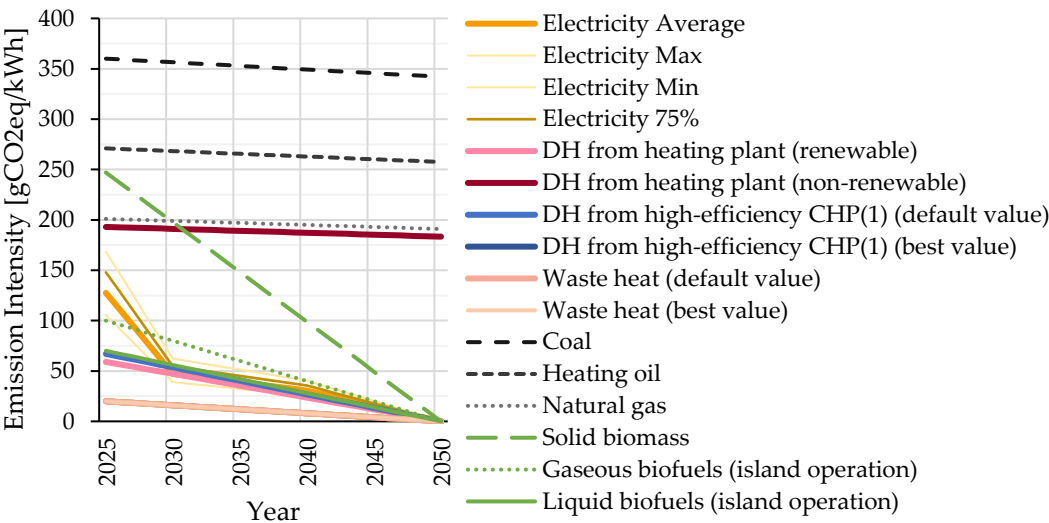 Emission Intensity [gCO2eq/kWh]
400
350
300
250
200
150
100
50
0
2025
2030
2035
2040
2045
2050
Year
Electricity Average
Electricity Max
Electricity Min
Electricity 75%
DH from heating plant (renewable)
DH from heating plant (non-renewable)
DH from high-efficiency CHP(1) (default value)
DH from high-efficiency CHP(1) (best value)
Waste heat (default value)
Waste heat (best value)
Coal
Heating oil
Natural gas
Solid biomass
Gaseous biofuels (island operation)
Liquid biofuels (island operation)